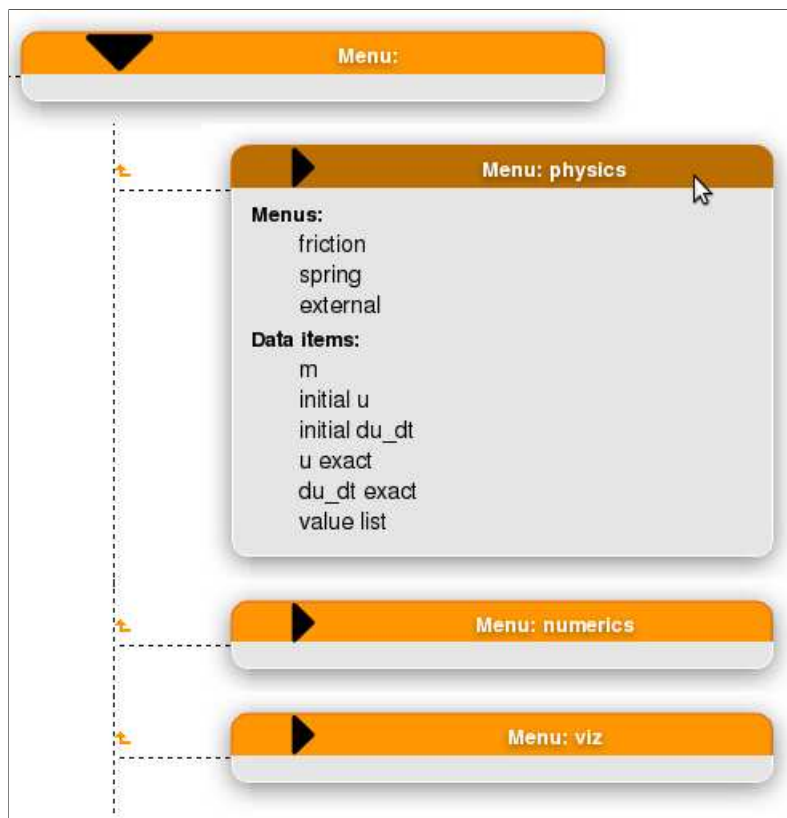 Menu:
Menu: physics
Menus:
friction
spring
external
Data items:
m
initial u
initial du_dt
u exact
du_dt exact
value list
Menu: numerics
Menu: viz